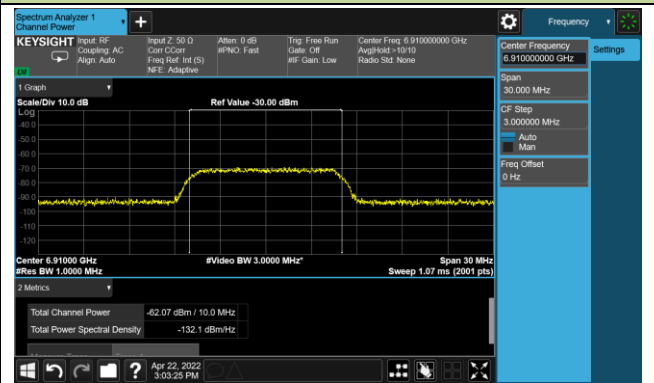 Spectrum Analyzer 1
Channel Power
+
Frequency
KEYSIGHT
Input: RF
Coupling: AC
Align: Auto
Input Z: 50 Ω
Corr CCorr
Freq Ref: Int (S)
NFE: Adaptive
Atten: 0 dB
#PNO: Fast
Trig: Free Run
Gate: Off
#IF Gain: Low
Center Freq: 6.910000000 GHz
Avg|Hold:>10/10
Radio Std: None
Center Frequency
6.910000000 GHz
Settings
Span
30.000 MHz
CF Step
3.000000 MHz
Auto
Man
Freq Offset
0 Hz
1 Graph
Scale/Div 10.0 dB
Ref Value -30.00 dBm
Log
-40.0
-50.0
-60.0
-70.0
-80.0
-90.0
-100
-110
-120
Center 6.91000 GHz
#Video BW 3.0000 MHz*
Span 30 MHz
#Res BW 1.0000 MHz
Sweep 1.07 ms (2001 pts)
2 Metrics
Total Channel Power
-62.07 dBm / 10.0 MHz
Total Power Spectral Density
-132.1 dBm/Hz
?
Apr 22, 2022
3:03:25 PM